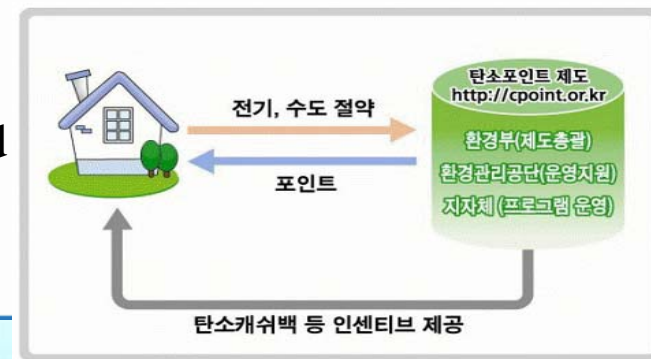 탄소포인트 제도
http://cpoint.or.kr
전기, 수도 절약
환경부(제도총괄)
환경관리공단(운영지원)
포인트
지자체 (프로그램 운영)
탄소캐쉬백 등 인센티브 제공